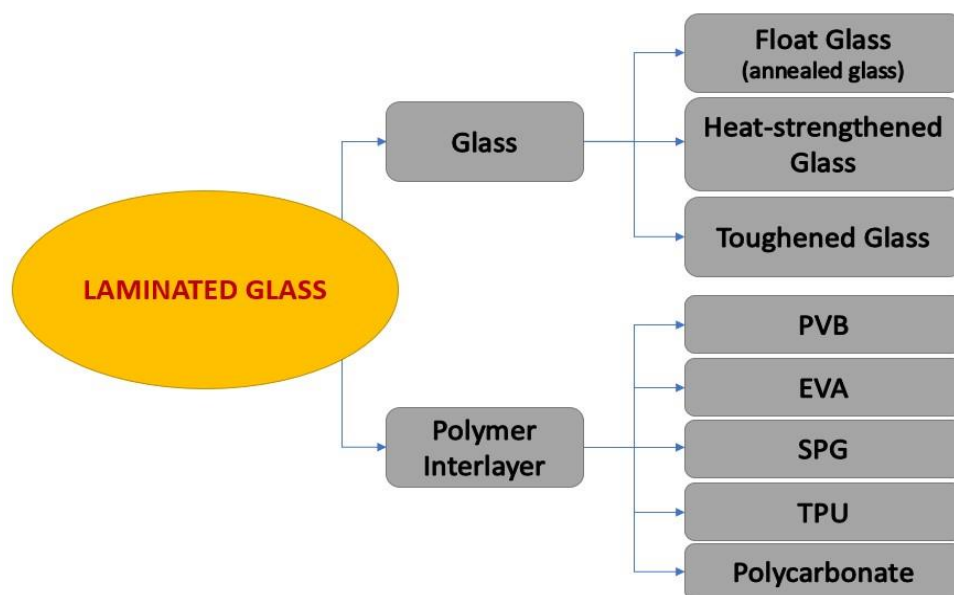 LAMINATED GLASS
Glass
Float Glass
(annealed glass)
Heat-strengthened
Glass
Toughened Glass
Polymer
Interlayer
PVB
EVA
SPG
TPU
Polycarbonate